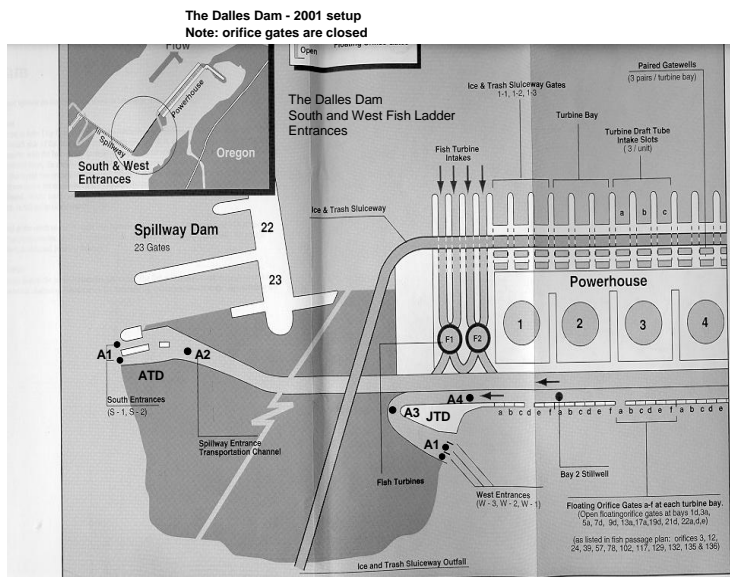 The Dalles Dam - 2001 setup
Note: orifice gates are closed
Flow
Powerhouse
Spillway
Oregon
South & West
Entrances
Open
Floating Orifice Gates
The Dalles Dam
South and West Fish Ladder
Entrances
Ice & Trash Sluiceway Gates
1-1, 1-2, 1-3
Paired Gatewells
(3 pairs / turbine bay)
Turbine Bay
Turbine Draft Tube
Intake Slots
( 3 / unit)
Fish Turbine
Intakes
a b c
Ice & Trash Sluiceway
Spillway Dam
23 Gates
22
23
Powerhouse
1 2 3 4
F1 F2
A1
A2
ATD
South Entrances
(S - 1, S - 2)
Spillway Entrance
Transportation Channel
A4
A3 JTD
a b c d e f a b c d e f a b c d e f a b c d e
A1
Fish Turbines
West Entrances
(W - 3, W - 2, W - 1)
Bay 2 Stillwell
Floating Orifice Gates a-f at each turbine bay.
(Open floatingorifice gates at bays 1d,3a,
5a, 7d, 9d, 13a,17a,19d, 21d, 22a,d,e)
(as listed in fish passage plan: orifices 3, 12,
24, 39, 57, 78, 102, 117, 129, 132, 135 & 136)
Ice and Trash Sluiceway Outfall